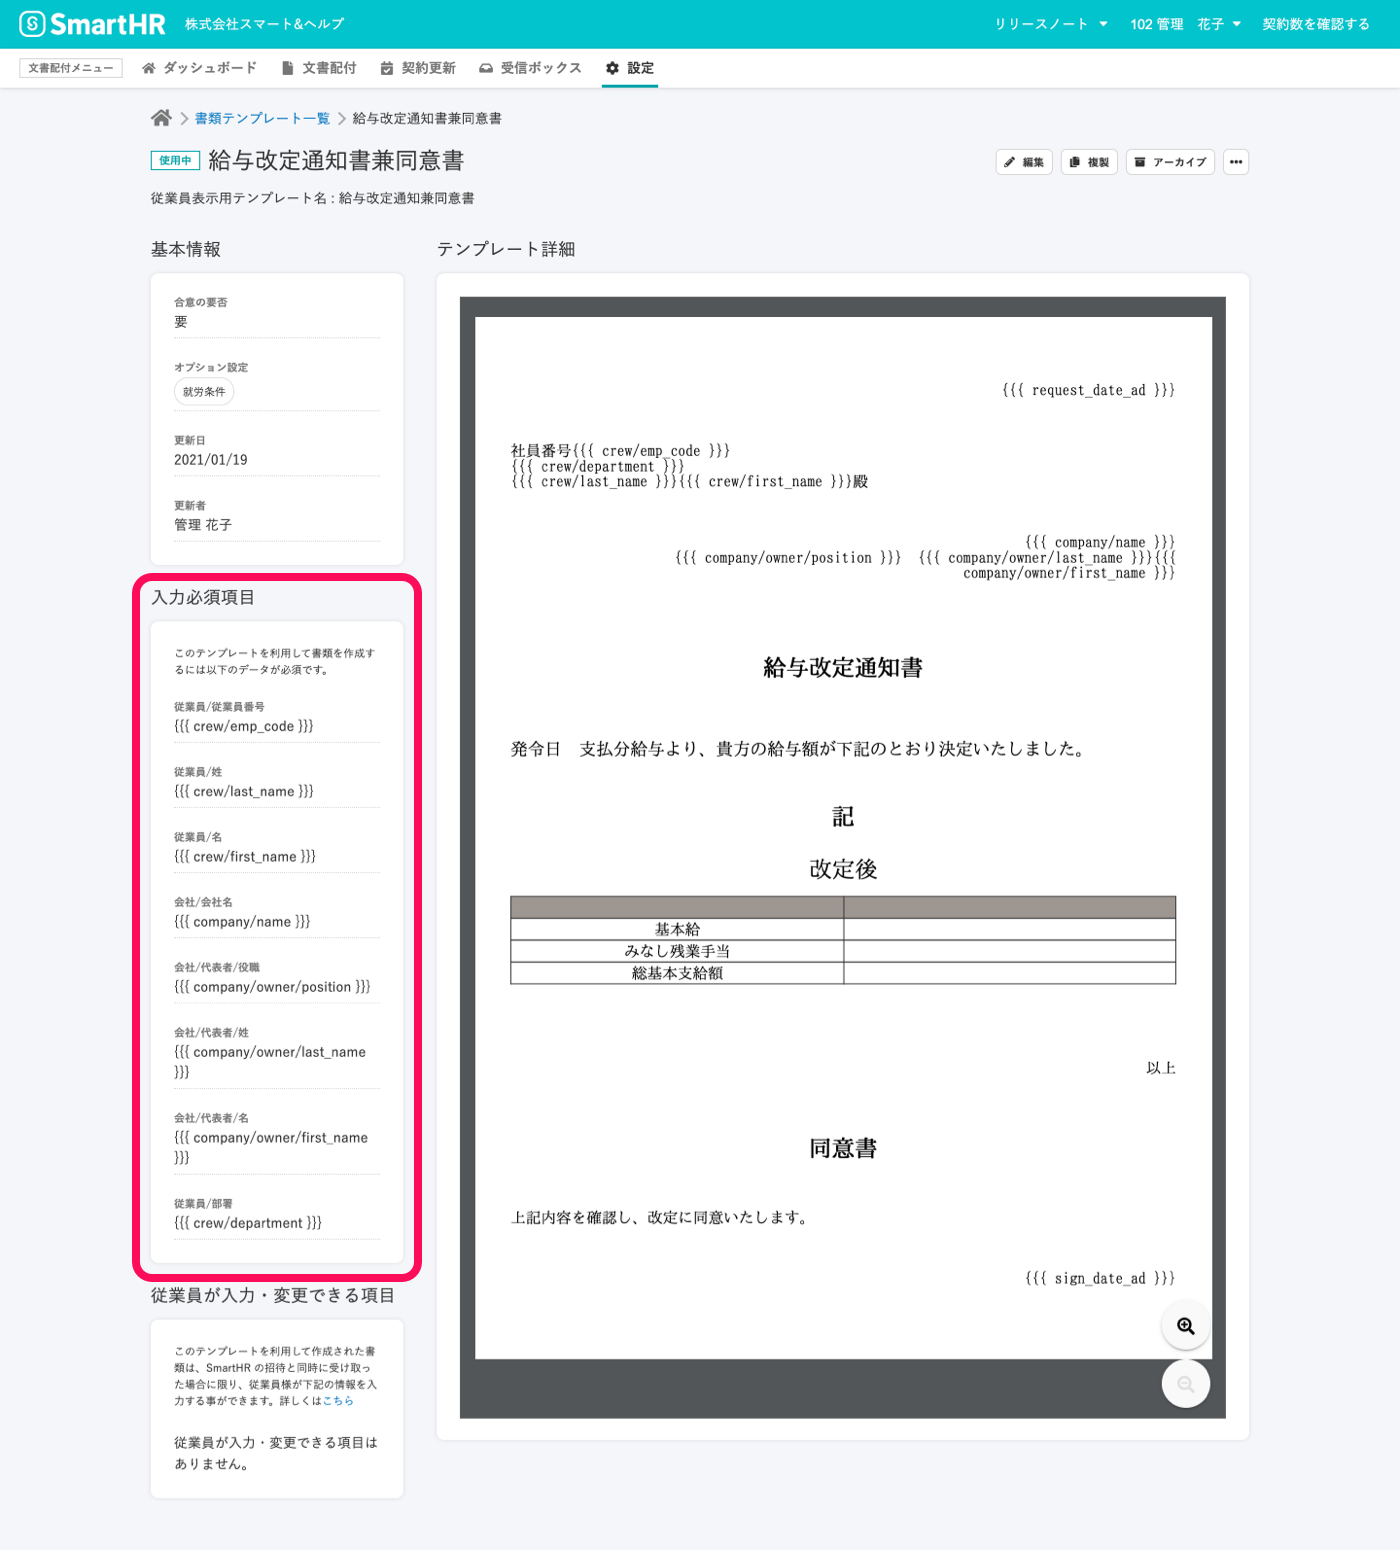 SmartHR 株式会社スマート&ヘルプ リリースノート 102 管理 花子 契約数を確認する
文書配付メニュー ダッシュボード 文書配付 契約更新 受信ボックス 設定
書類テンプレート一覧 給与改定通知書兼同意書
使用中 給与改定通知書兼同意書 編集 複製 アーカイブ
従業員表示用テンプレート名 : 給与改定通知兼同意書
基本情報
合意の要否
要
オプション設定
就労条件
更新日
2021/01/19
更新者
管理 花子
入力必須項目
このテンプレートを利用して書類を作成す
るには以下のデータが必須です。
従業員/従業員番号
{{{ crew/emp_code }}}
従業員/姓
{{{ crew/last_name }}}
従業員/名
{{{ crew/first_name }}}
会社/会社名
{{{ company/name }}}
会社/代表者/役職
{{{ company/owner/position }}}
会社/代表者/姓
{{{ company/owner/last_name
}}}
会社/代表者/名
{{{ company/owner/first_name
}}}
従業員/部署
{{{ crew/department }}}
従業員が入力・変更できる項目
このテンプレートを利用して作成された書
類は、SmartHR の招待と同時に受け取っ
た場合に限り、従業員様が下記の情報を入
力する事ができます。詳しくはこちら
従業員が入力・変更できる項目は
ありません。
テンプレート詳細
{{{ request_date_ad }}}
社員番号{{{ crew/emp_code }}}
{{{ crew/department }}}
{{{ crew/last_name }}}{{{ crew/first_name }}}殿
{{{ company/name }}}
{{{ company/owner/position }}} {{{ company/owner/last_name }}}{{{
company/owner/first_name }}}
給与改定通知書
発令日　支払分給与より、貴方の給与額が下記のとおり決定いたしました。
記
改定後
基本給
みなし残業手当
総基本支給額
以上
同意書
上記内容を確認し、改定に同意いたします。
{{{ sign_date_ad }}}